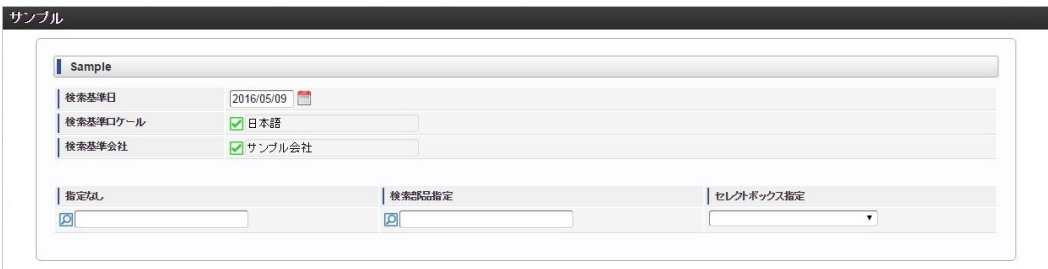 サンプル
Sample
検索基準日 2016/05/09
検索基準ロケール 日本語
検索基準会社 サンプル会社
指定なし 検索部品指定 セレクトボックス指定